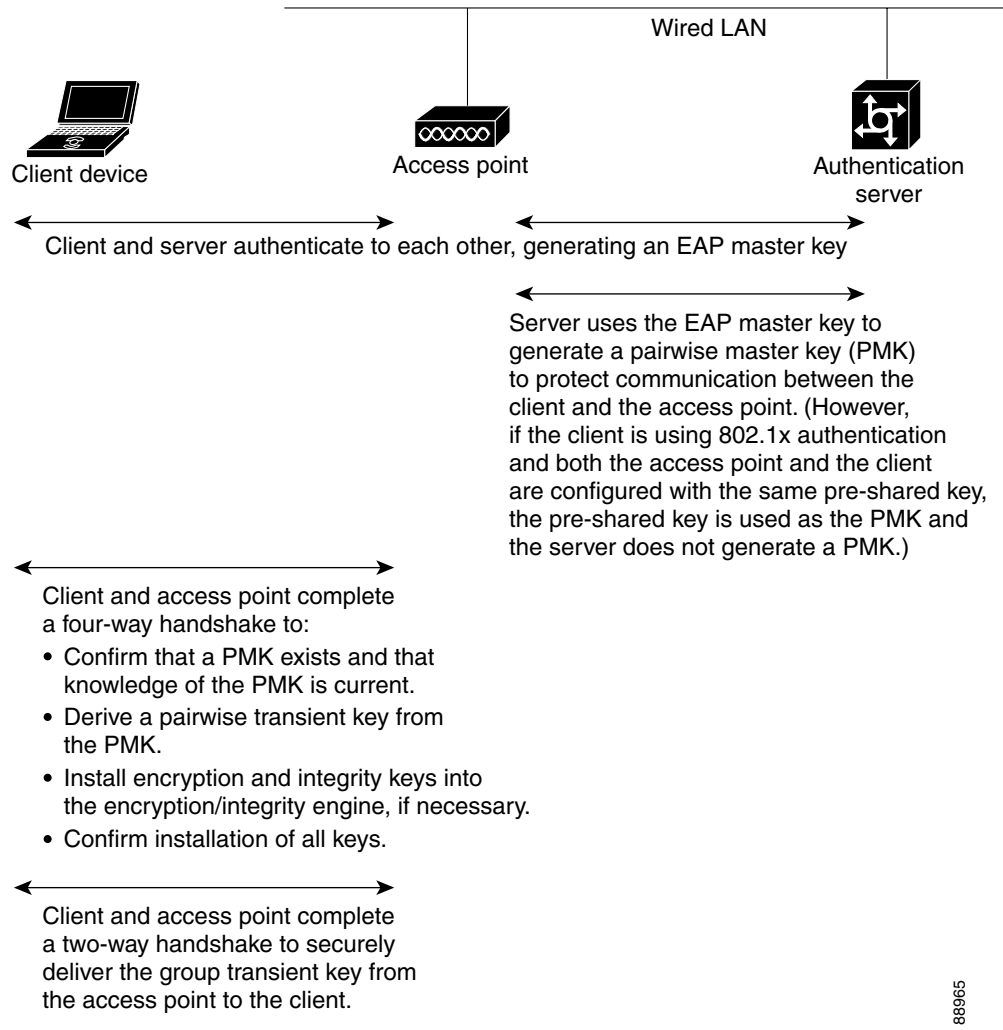 Wired LAN
Client device
Access point
Authentication
server
Client and server authenticate to each other, generating an EAP master key
Server uses the EAP master key to
generate a pairwise master key (PMK)
to protect communication between the
client and the access point. (However,
if the client is using 802.1x authentication
and both the access point and the client
are configured with the same pre-shared key,
the pre-shared key is used as the PMK and
the server does not generate a PMK.)
Client and access point complete
a four-way handshake to:
• Confirm that a PMK exists and that
knowledge of the PMK is current.
• Derive a pairwise transient key from
the PMK.
• Install encryption and integrity keys into
the encryption/integrity engine, if necessary.
• Confirm installation of all keys.
Client and access point complete
a two-way handshake to securely
deliver the group transient key from
the access point to the client.
88965